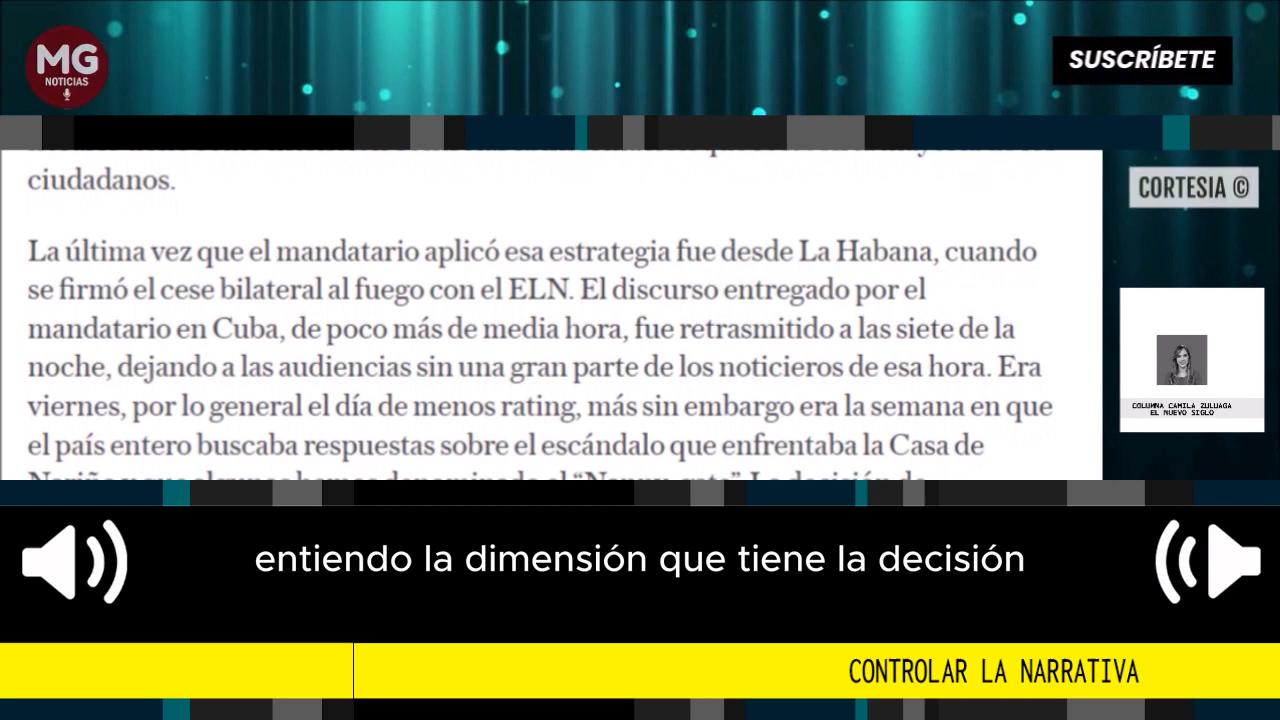 MG
NOTICIAS
SUSCRÍBETE
ciudadanos.
CORTESIA ©
La última vez que el mandatario aplicó esa estrategia fue desde La Habana, cuando
se firmó el cese bilateral al fuego con el ELN. El discurso entregado por el
mandatario en Cuba, de poco más de media hora, fue retrasmitido a las siete de la
noche, dejando a las audiencias sin una gran parte de los noticieros de esa hora. Era
viernes, por lo general el día de menos rating, más sin embargo era la semana en que
el país entero buscaba respuestas sobre el escándalo que enfrentaba la Casa de
COLUMNA CAMILA ZULUAGA
EL NUEVO SIGLO
entiendo la dimensión que tiene la decisión
CONTROLAR LA NARRATIVA